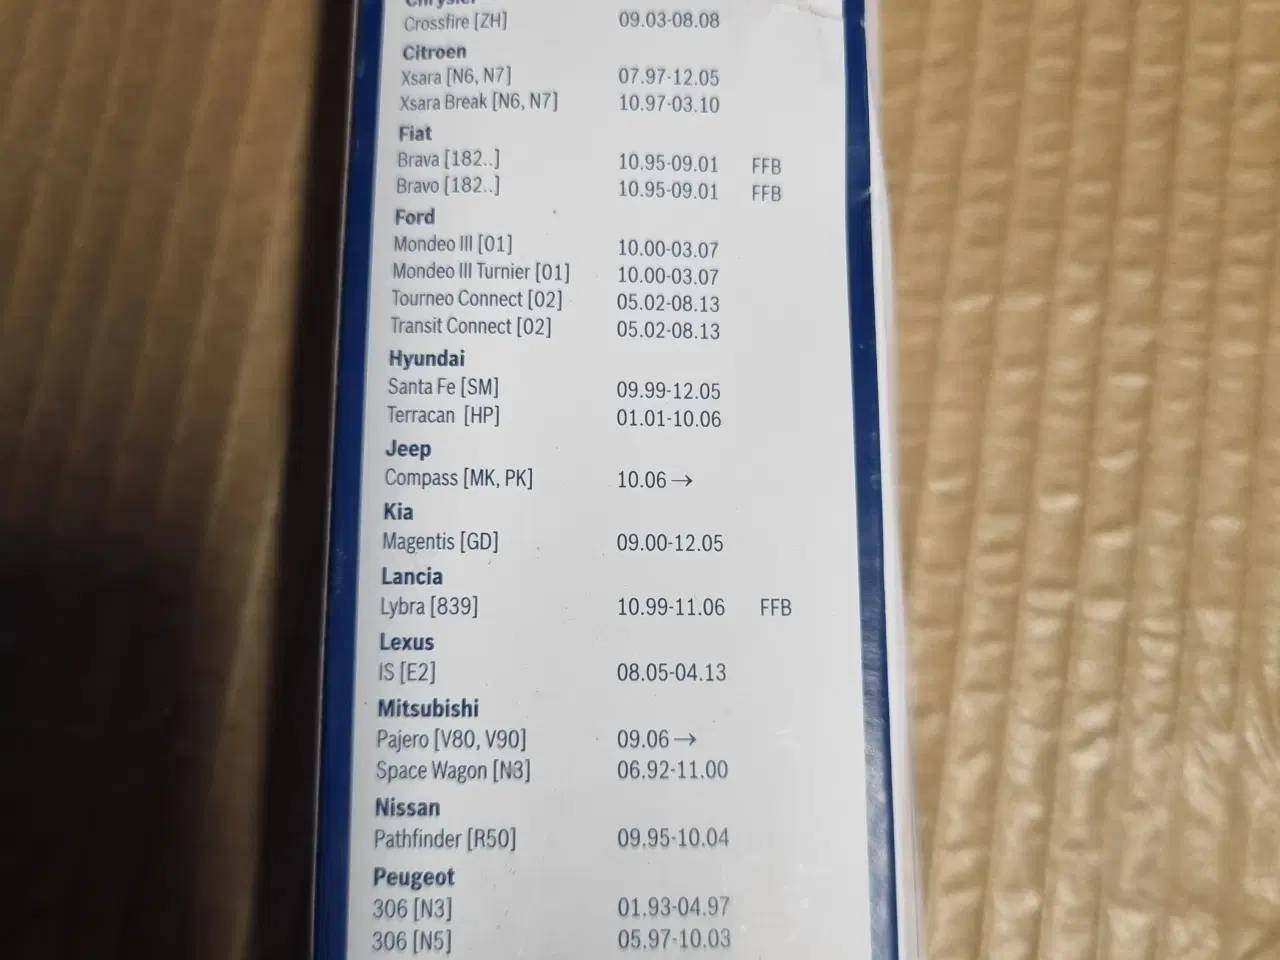 Chrysler
Crossfire [ZH] 09.03-08.08
Citroen
Xsara [N6, N7] 07.97-12.05
Xsara Break [N6, N7] 10.97-03.10
Fiat
Brava [182..] 10.95-09.01 FFB
Bravo [182..] 10.95-09.01 FFB
Ford
Mondeo III [01] 10.00-03.07
Mondeo III Turnier [01] 10.00-03.07
Tourneo Connect [02] 05.02-08.13
Transit Connect [02] 05.02-08.13
Hyundai
Santa Fe [SM] 09.99-12.05
Terracan [HP] 01.01-10.06
Jeep
Compass [MK, PK] 10.06 →
Kia
Magentis [GD] 09.00-12.05
Lancia
Lybra [839] 10.99-11.06 FFB
Lexus
IS [E2] 08.05-04.13
Mitsubishi
Pajero [V80, V90] 09.06 →
Space Wagon [N3] 06.92-11.00
Nissan
Pathfinder [R50] 09.95-10.04
Peugeot
306 [N3] 01.93-04.97
306 [N5] 05.97-10.03